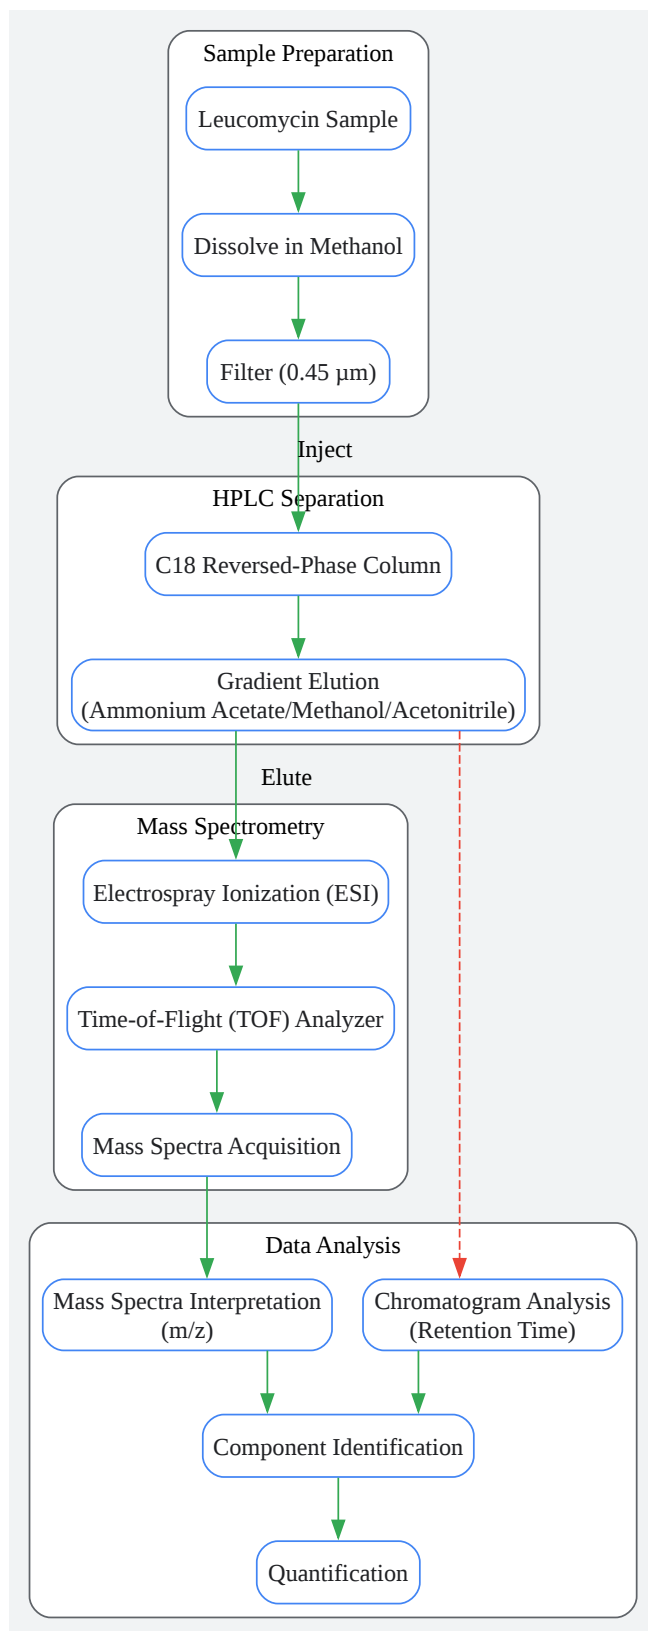 Sample Preparation
Leucomycin Sample
Dissolve in Methanol
Filter (0.45 µm)
Inject
HPLC Separation
C18 Reversed-Phase Column
Gradient Elution
(Ammonium Acetate/Methanol/Acetonitrile)
Elute
Mass Spectrometry
Electrospray Ionization (ESI)
Time-of-Flight (TOF) Analyzer
Mass Spectra Acquisition
Data Analysis
Mass Spectra Interpretation
(m/z)
Chromatogram Analysis
(Retention Time)
Component Identification
Quantification